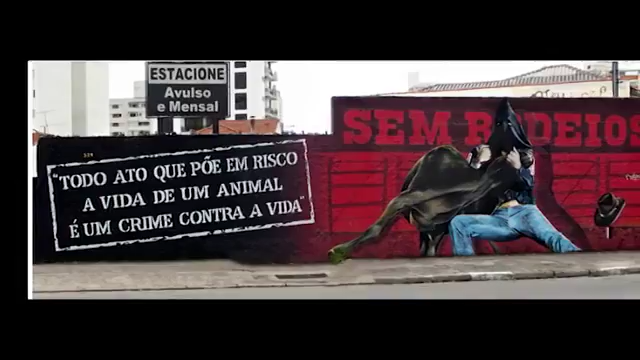 ESTACIONE
Avulso
e Mensal
SEM RODEIOS
"TODO ATO QUE PÕE EM RISCO
A VIDA DE UM ANIMAL
É UM CRIME CONTRA A VIDA"